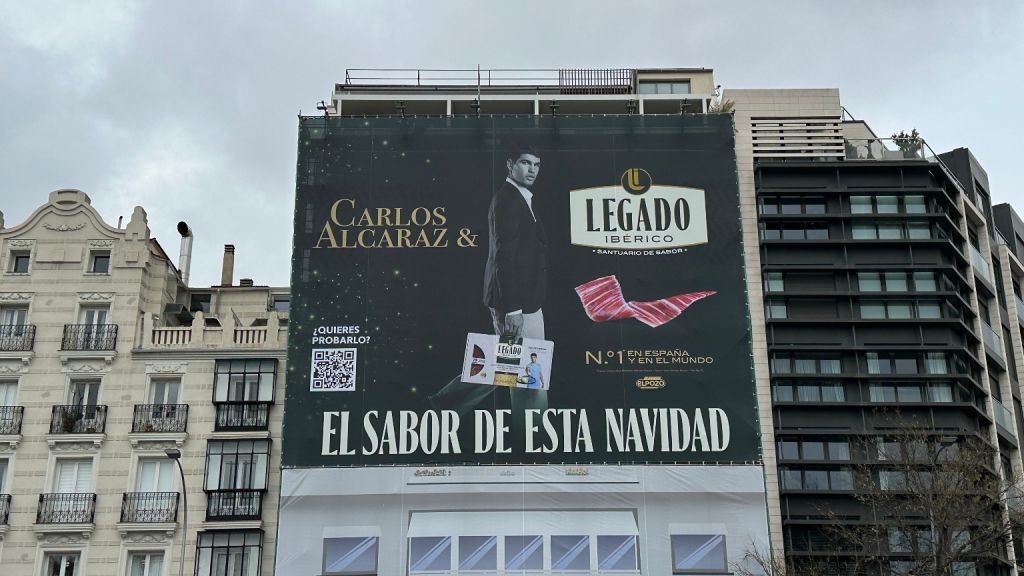 CARLOS
ALCARAZ &
LEGADO
IBÉRICO
SANTUARIO DE SABOR
¿QUIERES
PROBARLO?
LEGADO
Nº1 EN ESPAÑA
Y EN EL MUNDO
ELPOZO
EL SABOR DE ESTA NAVIDAD